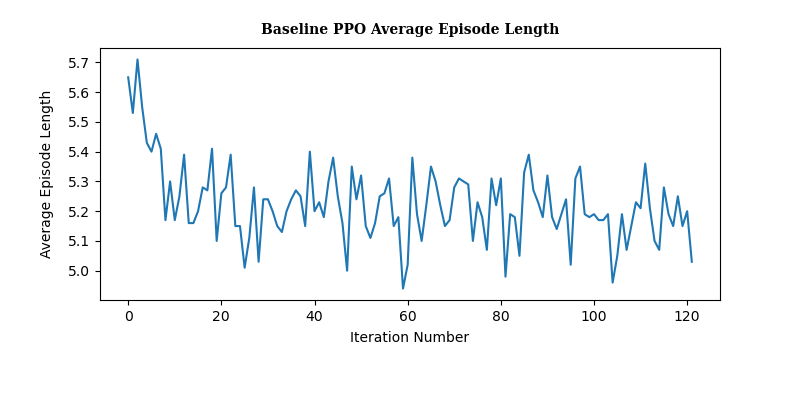 Baseline PPO Average Episode Length
Average Episode Length
5.7
5.6
5.5
5.4
5.3
5.2
5.1
5.0
0 20 40 60 80 100 120
Iteration Number